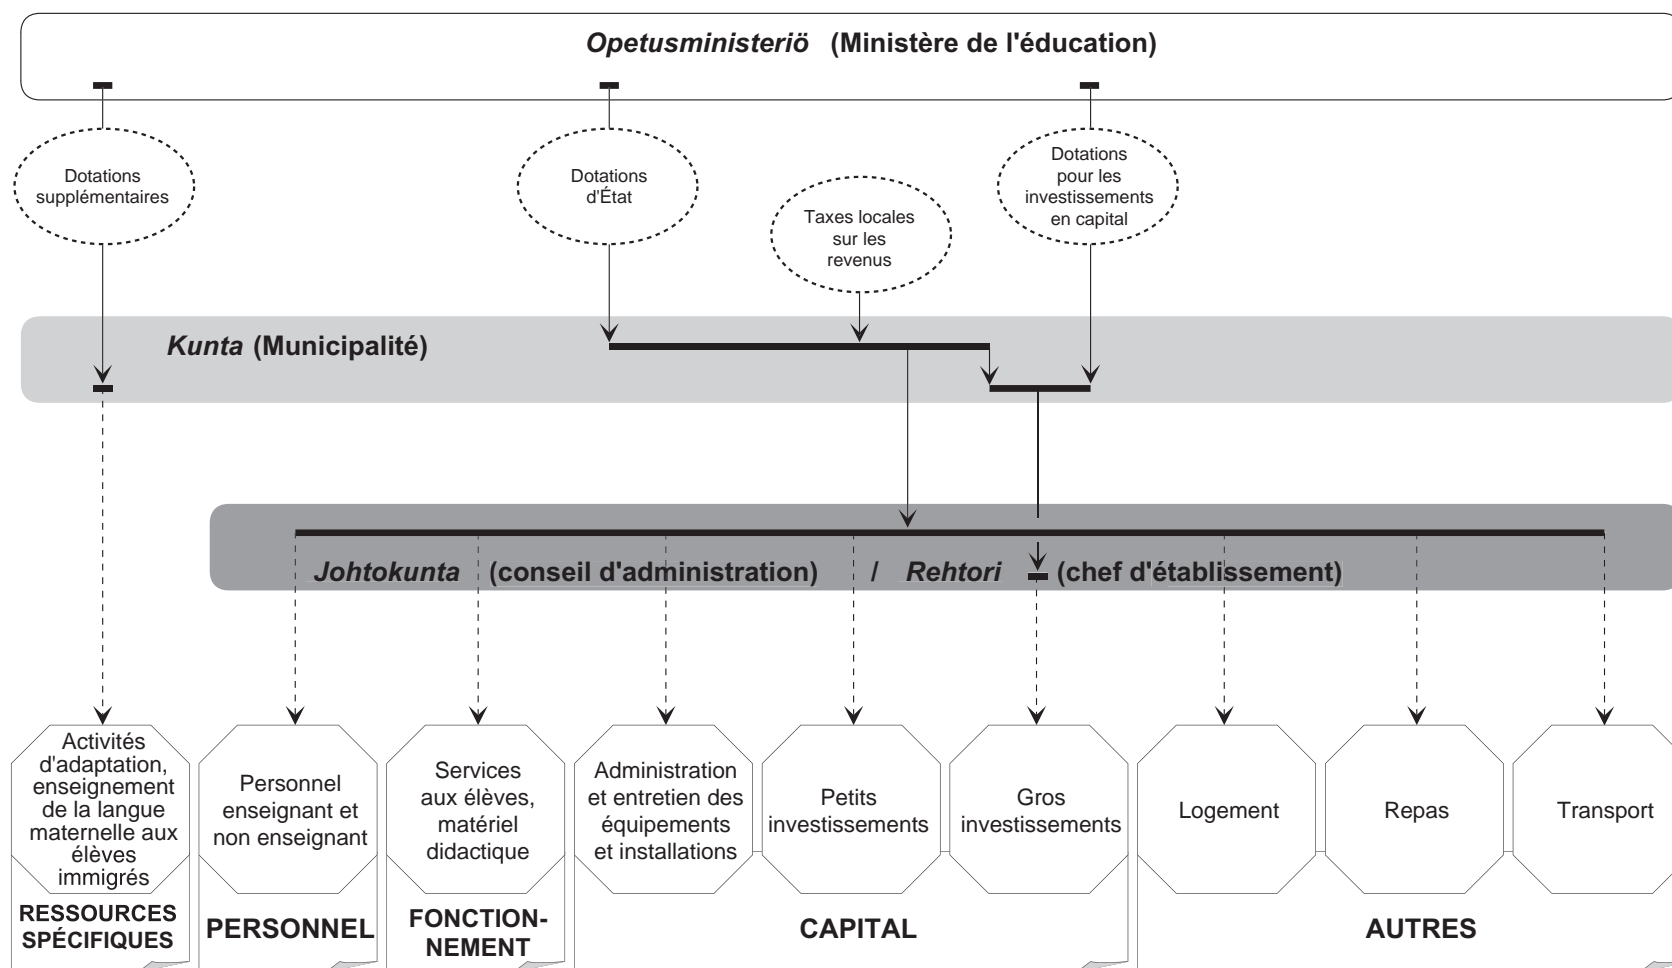 Opetusministeriö (Ministère de l'éducation)
Dotations
supplémentaires
Dotations
d'État
Taxes locales
sur les
revenus
Dotations
pour les
investissements
en capital
Kunta (Municipalité)
Johtokunta (conseil d'administration) / Rehtori (chef d'établissement)
Activités
d'adaptation,
enseignement
de la langue
maternelle aux
élèves
immigrés
Personnel
enseignant et
non enseignant
Services
aux élèves,
matériel
didactique
Administration
et entretien des
équipements
et installations
Petits
investissements
Gros
investissements
Logement
Repas
Transport
RESSOURCES
SPÉCIFIQUES
PERSONNEL
FONCTION-
NEMENT
CAPITAL
AUTRES